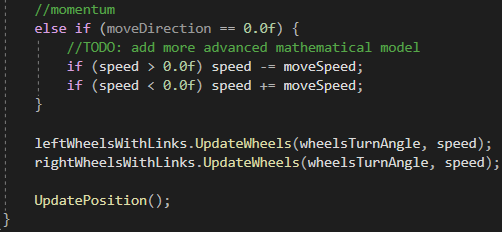 //momentum
else if (moveDirection == 0.0f) {
//TODO: add more advanced mathematical model
if (speed > 0.0f) speed -= moveSpeed;
if (speed < 0.0f) speed += moveSpeed;
}
leftWheelsWithLinks.UpdateWheels(wheelsTurnAngle, speed);
rightWheelsWithLinks.UpdateWheels(wheelsTurnAngle, speed);
UpdatePosition();
}